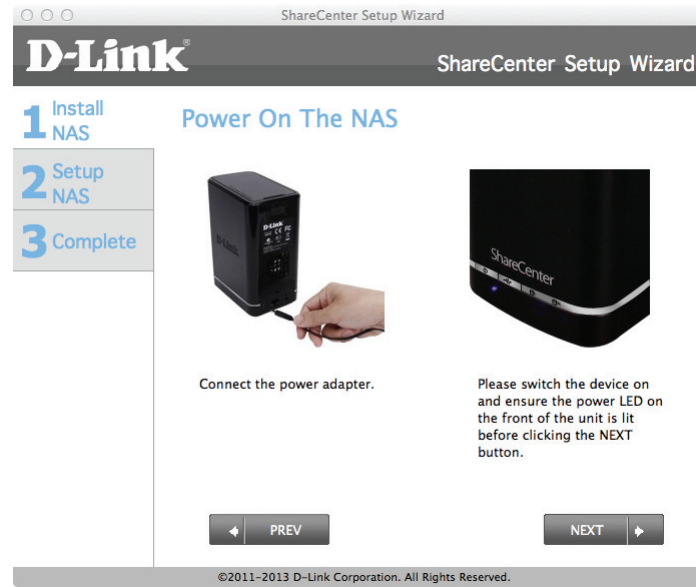 ShareCenter Setup Wizard
D-Link®
ShareCenter Setup Wizard
1 Install
NAS
2 Setup
NAS
3 Complete
Power On The NAS
D-Link
D-Link
ShareCenter
Connect the power adapter.
Please switch the device on
and ensure the power LED on
the front of the unit is lit
before clicking the NEXT
button.
PREV
NEXT
©2011-2013 D-Link Corporation. All Rights Reserved.